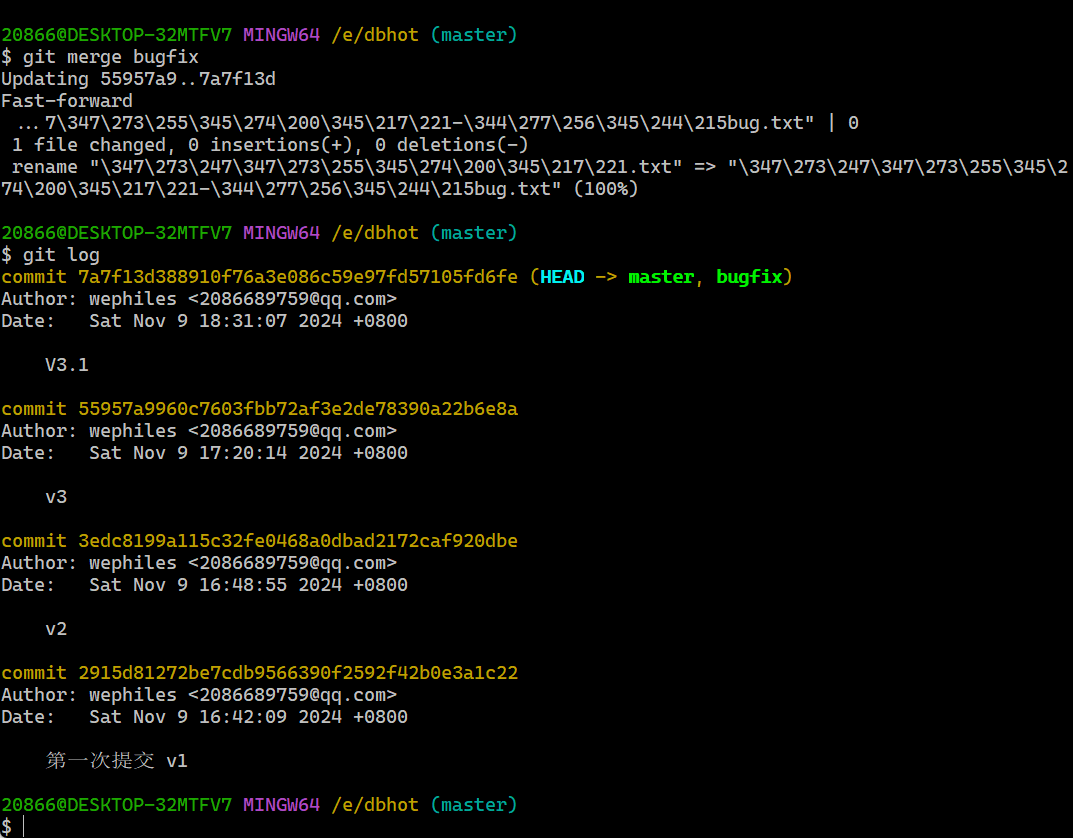 20866@DESKTOP-32MTFV7 MINGW64 /e/dbhot (master)
$ git merge bugfix
Updating 55957a9..7a7f13d
Fast-forward
 ...7\347\273\255\345\274\200\345\217\221-\344\277\256\345\244\215bug.txt" | 0
 1 file changed, 0 insertions(+), 0 deletions(-)
 rename "\347\273\247\347\273\255\345\274\200\345\217\221.txt" => "\347\273\247\347\273\255\345\2
74\200\345\217\221-\344\277\256\345\244\215bug.txt" (100%)
20866@DESKTOP-32MTFV7 MINGW64 /e/dbhot (master)
$ git log
commit 7a7f13d388910f76a3e086c59e97fd57105fd6fe (HEAD -> master, bugfix)
Author: wephiles <2086689759@qq.com>
Date:   Sat Nov 9 18:31:07 2024 +0800
    V3.1
commit 55957a9960c7603fbb72af3e2de78390a22b6e8a
Author: wephiles <2086689759@qq.com>
Date:   Sat Nov 9 17:20:14 2024 +0800
    v3
commit 3edc8199a115c32fe0468a0dbad2172caf920dbe
Author: wephiles <2086689759@qq.com>
Date:   Sat Nov 9 16:48:55 2024 +0800
    v2
commit 2915d81272be7cdb9566390f2592f42b0e3a1c22
Author: wephiles <2086689759@qq.com>
Date:   Sat Nov 9 16:42:09 2024 +0800
    第一次提交 v1
20866@DESKTOP-32MTFV7 MINGW64 /e/dbhot (master)
$